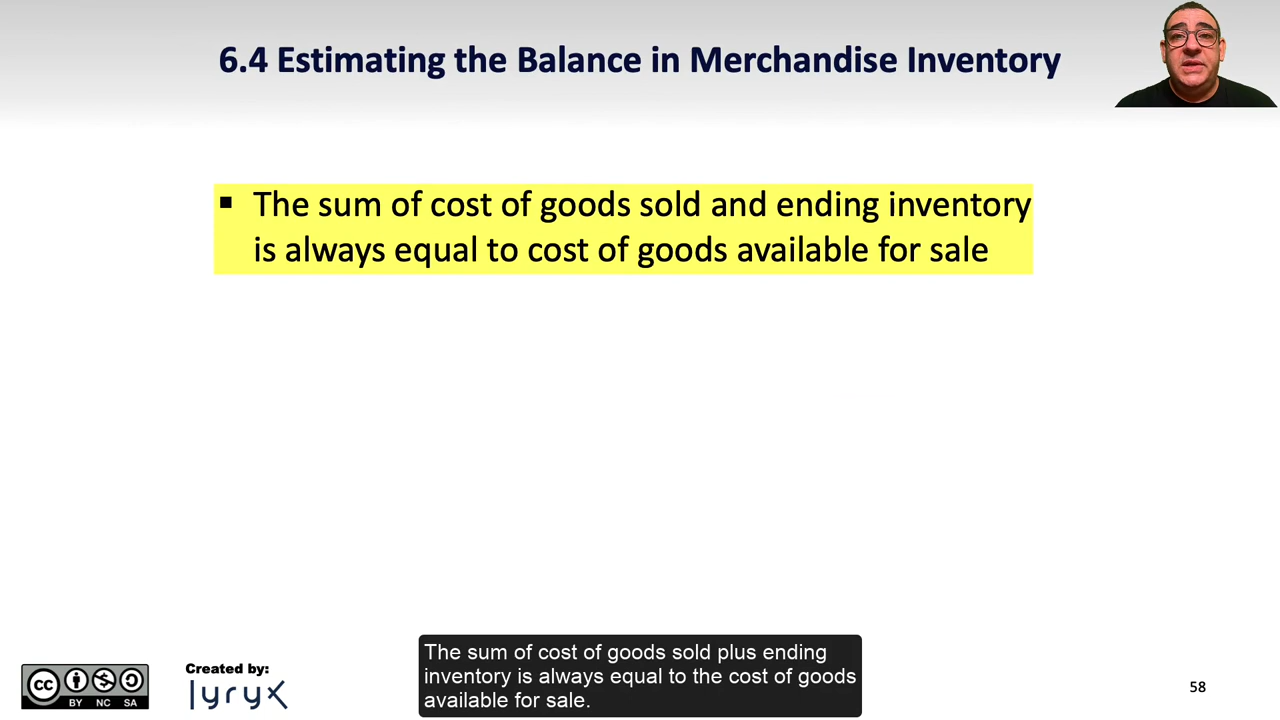 6.4 Estimating the Balance in Merchandise Inventory
▪ The sum of cost of goods sold and ending inventory
is always equal to cost of goods available for sale
The sum of cost of goods sold plus ending
inventory is always equal to the cost of goods
available for sale.
cc
BY NC SA
Created by:
lyryx
58